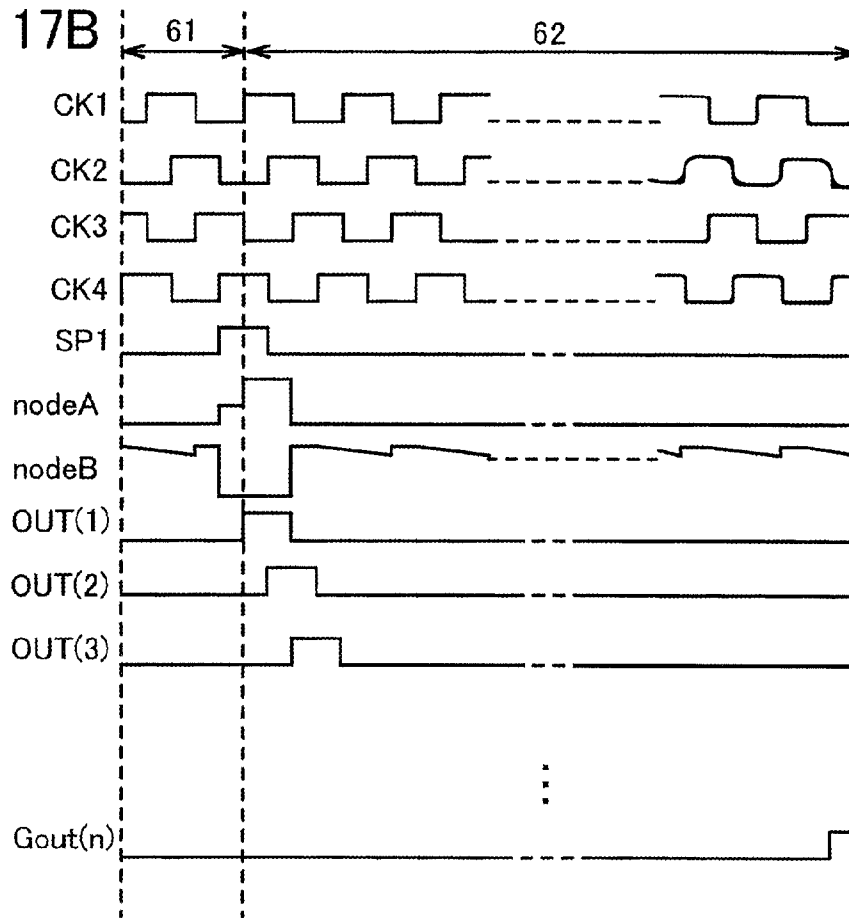 17B
61
62
CK1
CK2
CK3
CK4
SP1
nodeA
nodeB
OUT(1)
OUT(2)
OUT(3)
Gout(n)